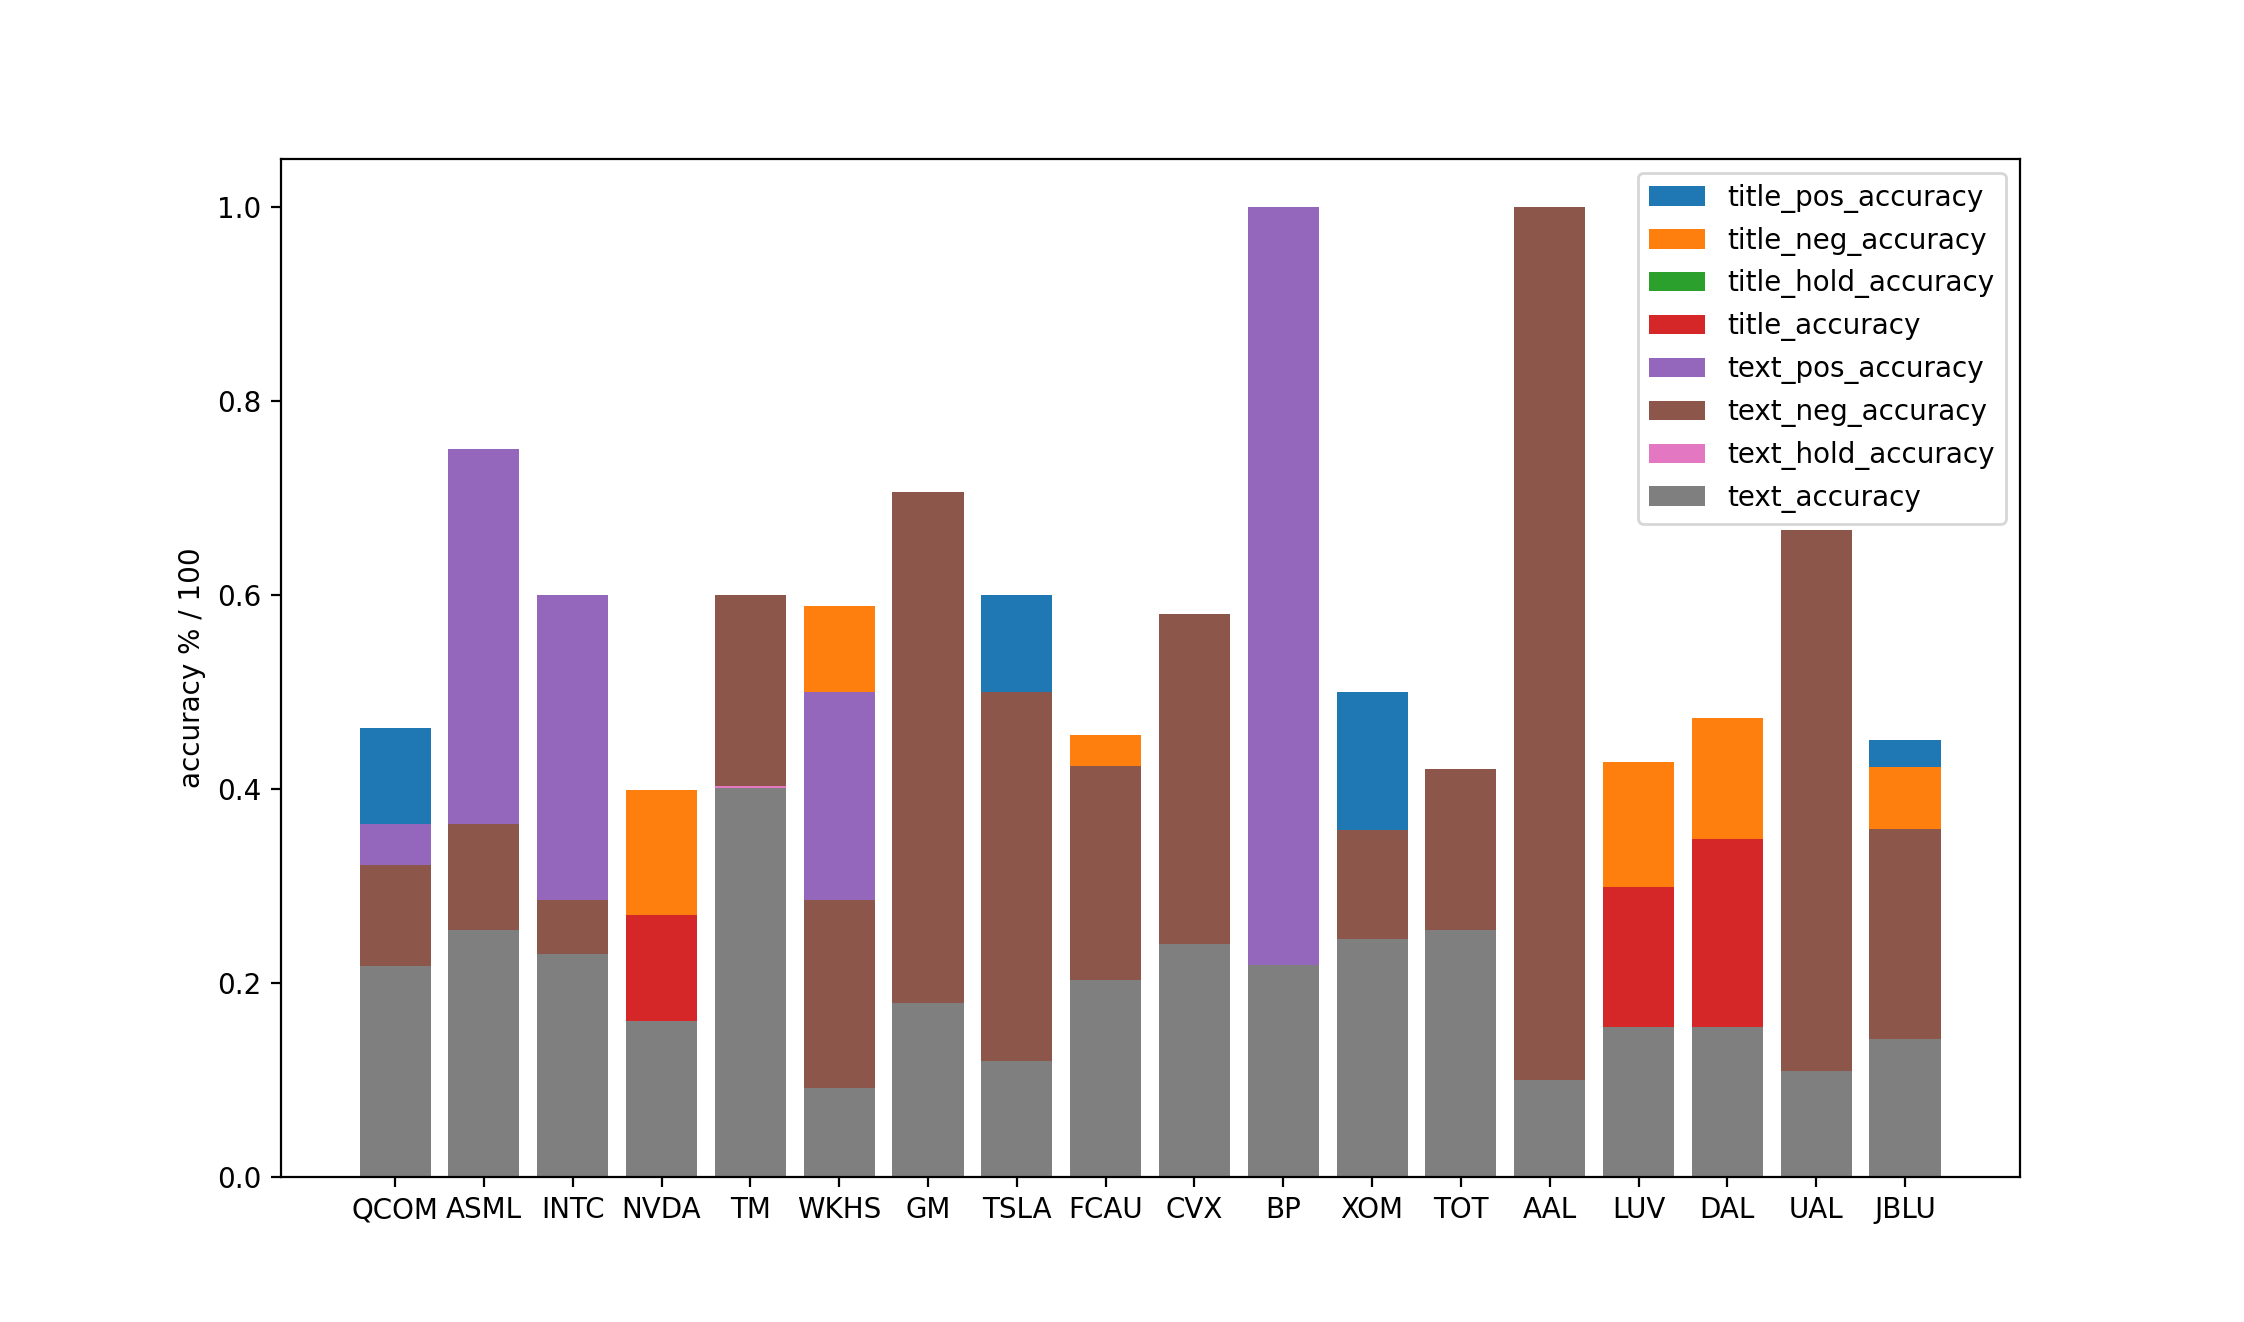 accuracy % / 100
1.0
0.8
0.6
0.4
0.2
0.0
QCOM ASML INTC NVDA TM WKHS GM TSLA FCAU CVX BP XOM TOT AAL LUV DAL UAL JBLU
title_pos_accuracy
title_neg_accuracy
title_hold_accuracy
title_accuracy
text_pos_accuracy
text_neg_accuracy
text_hold_accuracy
text_accuracy